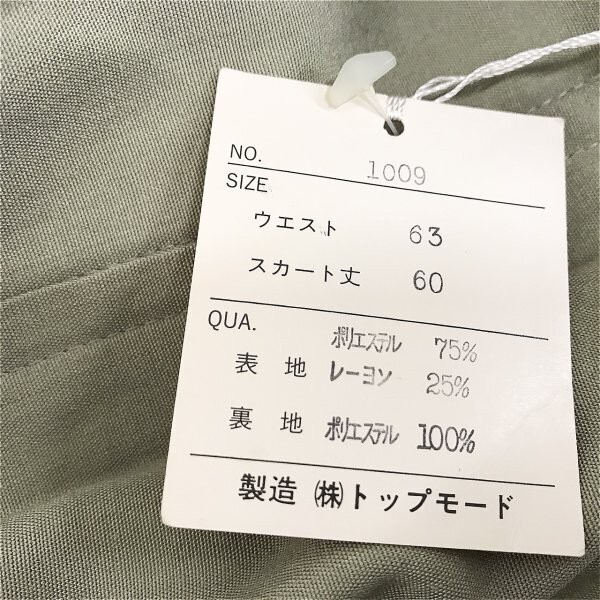 NO. 1009
SIZE
ウエスト 63
スカート丈 60
QUA. ポリエステル 75%
表地 レーヨン 25%
裏地 ポリエステル 100%
製造 (株)トップモード